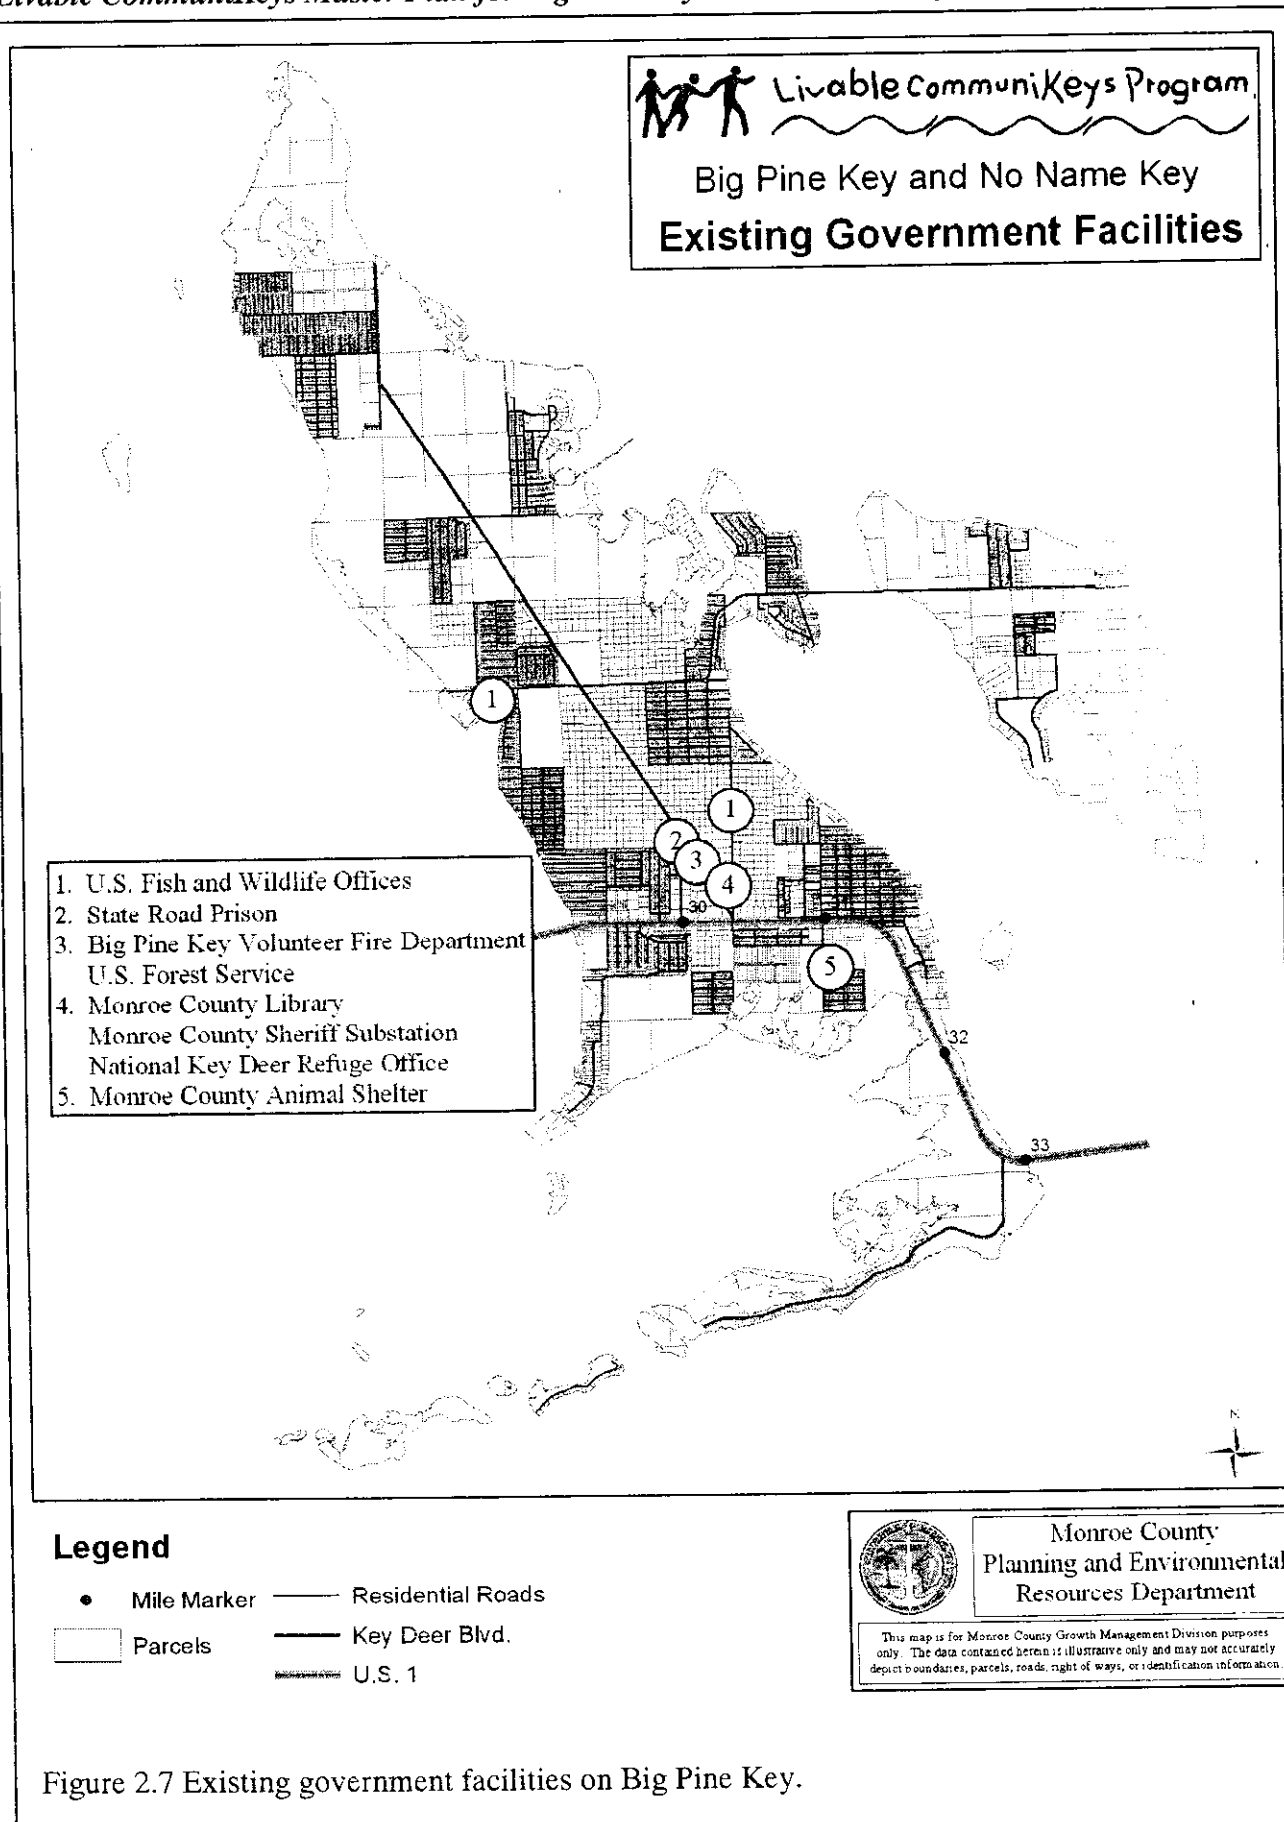 Livable CommuniKeys Program
Big Pine Key and No Name Key
Existing Government Facilities
1
1
2
3
4
5
30
32
33
1. U.S. Fish and Wildlife Offices
2. State Road Prison
3. Big Pine Key Volunteer Fire Department
U.S. Forest Service
4. Monroe County Library
Monroe County Sheriff Substation
National Key Deer Refuge Office
5. Monroe County Animal Shelter
N
Legend
Mile Marker
Residential Roads
Parcels
Key Deer Blvd.
U.S. 1
Monroe County
Planning and Environmental
Resources Department
This map is for Monroe County Growth Management Division purposes
only. The data contained herein is illustrative only and may not accurately
depict boundaries, parcels, roads, right of ways, or identification information.
Figure 2.7 Existing government facilities on Big Pine Key.